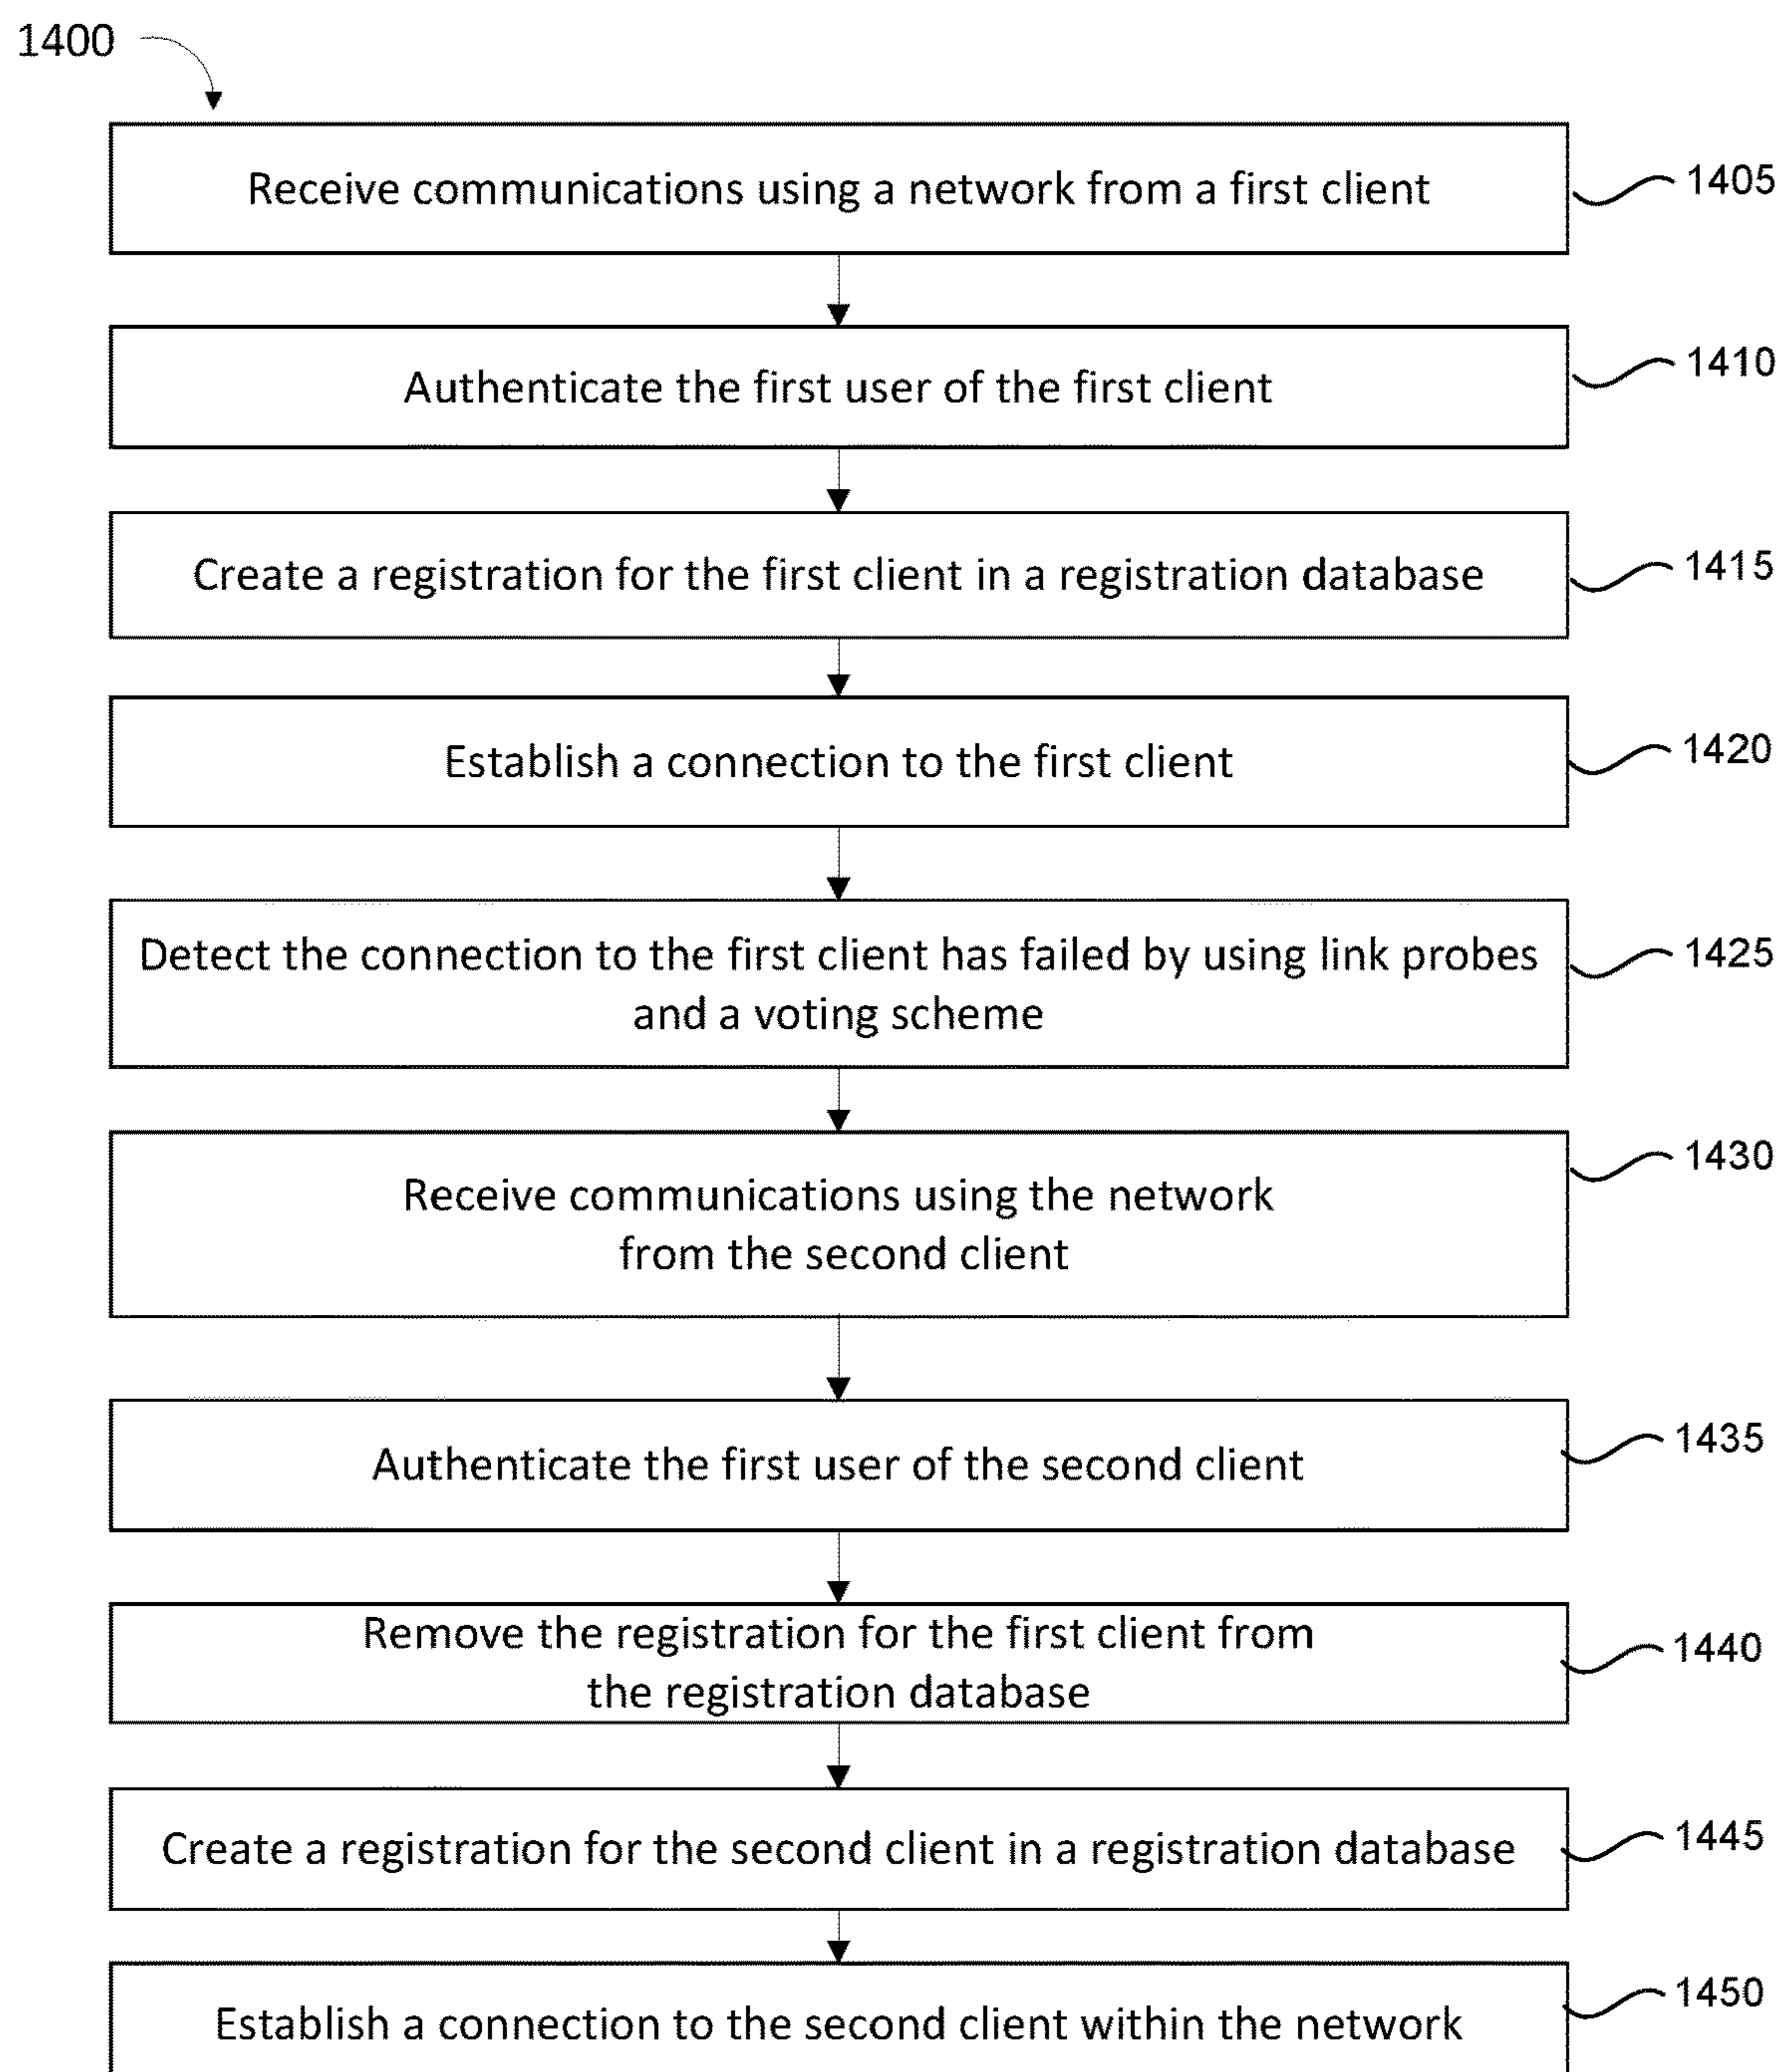 1400
Receive communications using a network from a first client
1405
Authenticate the first user of the first client
1410
Create a registration for the first client in a registration database
1415
Establish a connection to the first client
1420
Detect the connection to the first client has failed by using link probes
and a voting scheme
1425
Receive communications using the network
from the second client
1430
Authenticate the first user of the second client
1435
Remove the registration for the first client from
the registration database
1440
Create a registration for the second client in a registration database
1445
Establish a connection to the second client within the network
1450